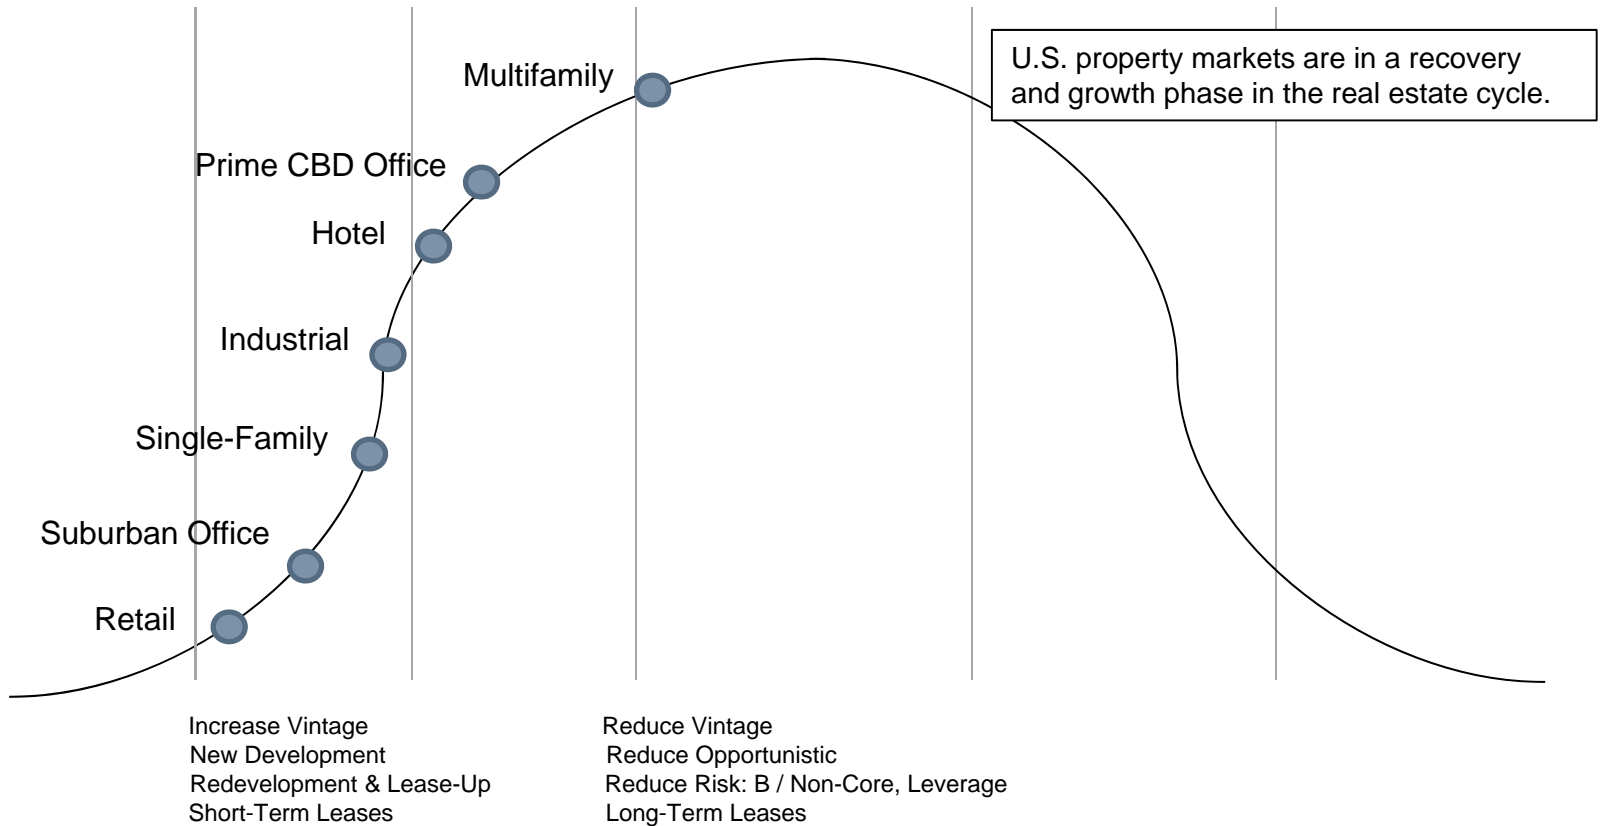 U.S. property markets are in a recovery
and growth phase in the real estate cycle.
Multifamily
Prime CBD Office
Hotel
Industrial
Single-Family
Suburban Office
Retail
Increase Vintage
New Development
Redevelopment & Lease-Up
Short-Term Leases
Reduce Vintage
Reduce Opportunistic
Reduce Risk: B / Non-Core, Leverage
Long-Term Leases